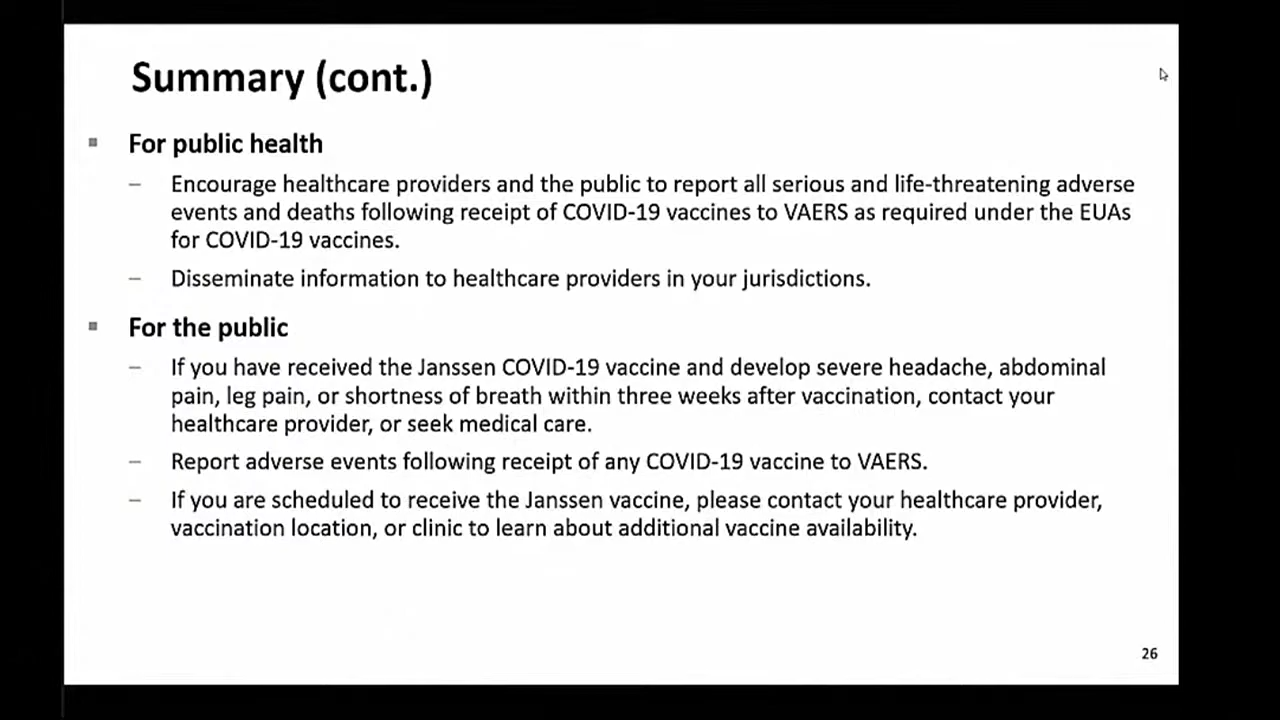 Summary (cont.)
For public health
– Encourage healthcare providers and the public to report all serious and life-threatening adverse
events and deaths following receipt of COVID-19 vaccines to VAERS as required under the EUAs
for COVID-19 vaccines.
– Disseminate information to healthcare providers in your jurisdictions.
For the public
– If you have received the Janssen COVID-19 vaccine and develop severe headache, abdominal
pain, leg pain, or shortness of breath within three weeks after vaccination, contact your
healthcare provider, or seek medical care.
– Report adverse events following receipt of any COVID-19 vaccine to VAERS.
– If you are scheduled to receive the Janssen vaccine, please contact your healthcare provider,
vaccination location, or clinic to learn about additional vaccine availability.
26